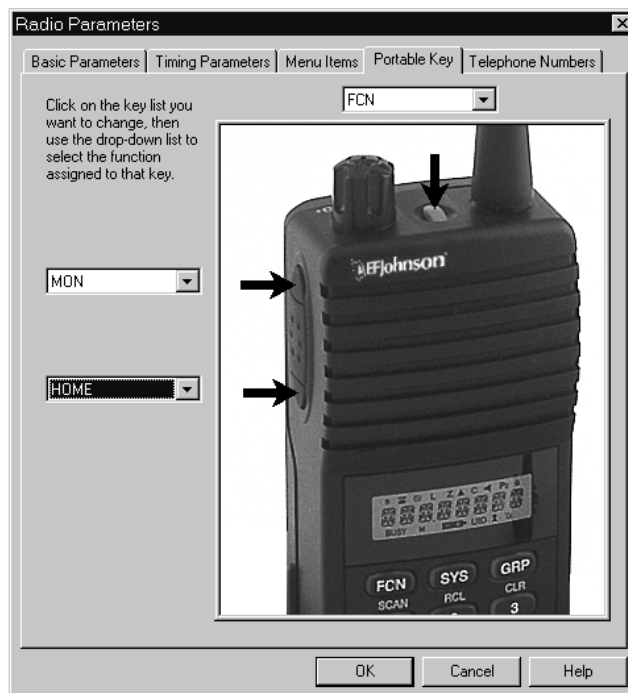 Radio Parameters
Basic Parameters
Timing Parameters
Menu Items
Portable Key
Telephone Numbers
Click on the key list you
want to change, then
use the drop-down list to
select the function
assigned to that key.
FCN
MON
HOME
EFJohnson
BUSY
UID
FCN SYS GRP
SCAN RCL CLR
3
OK Cancel Help